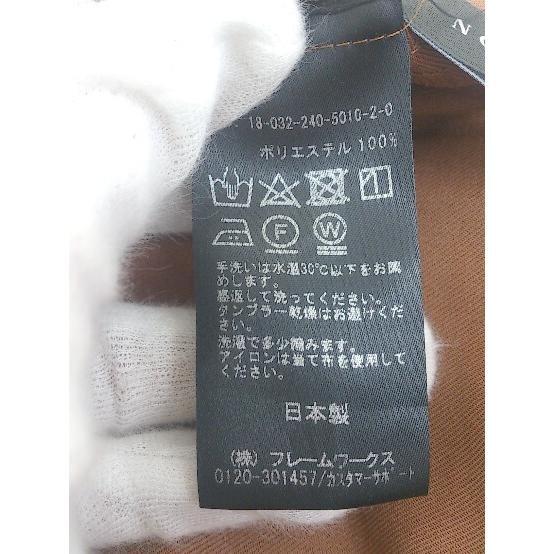 18-032-240-5010-2-0
ポリエステル 100%
F W
手洗いは水温30℃以下をお勧
めします。
裏返して洗ってください。
タンブラー乾燥はお避けくだ
さい。
洗濯で多少縮みます。
アイロンは当て布を使用して
ください。
日本製
(株) フレームワークス
0120-301457/カスタマーサポート